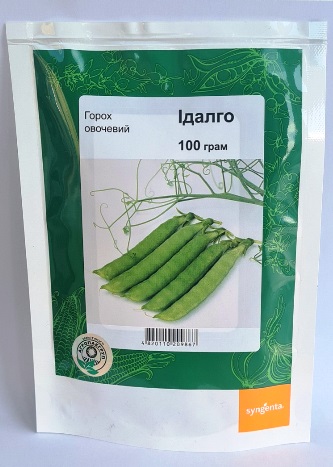 Горох
овочевий
Ідалго
100 грам
syngenta